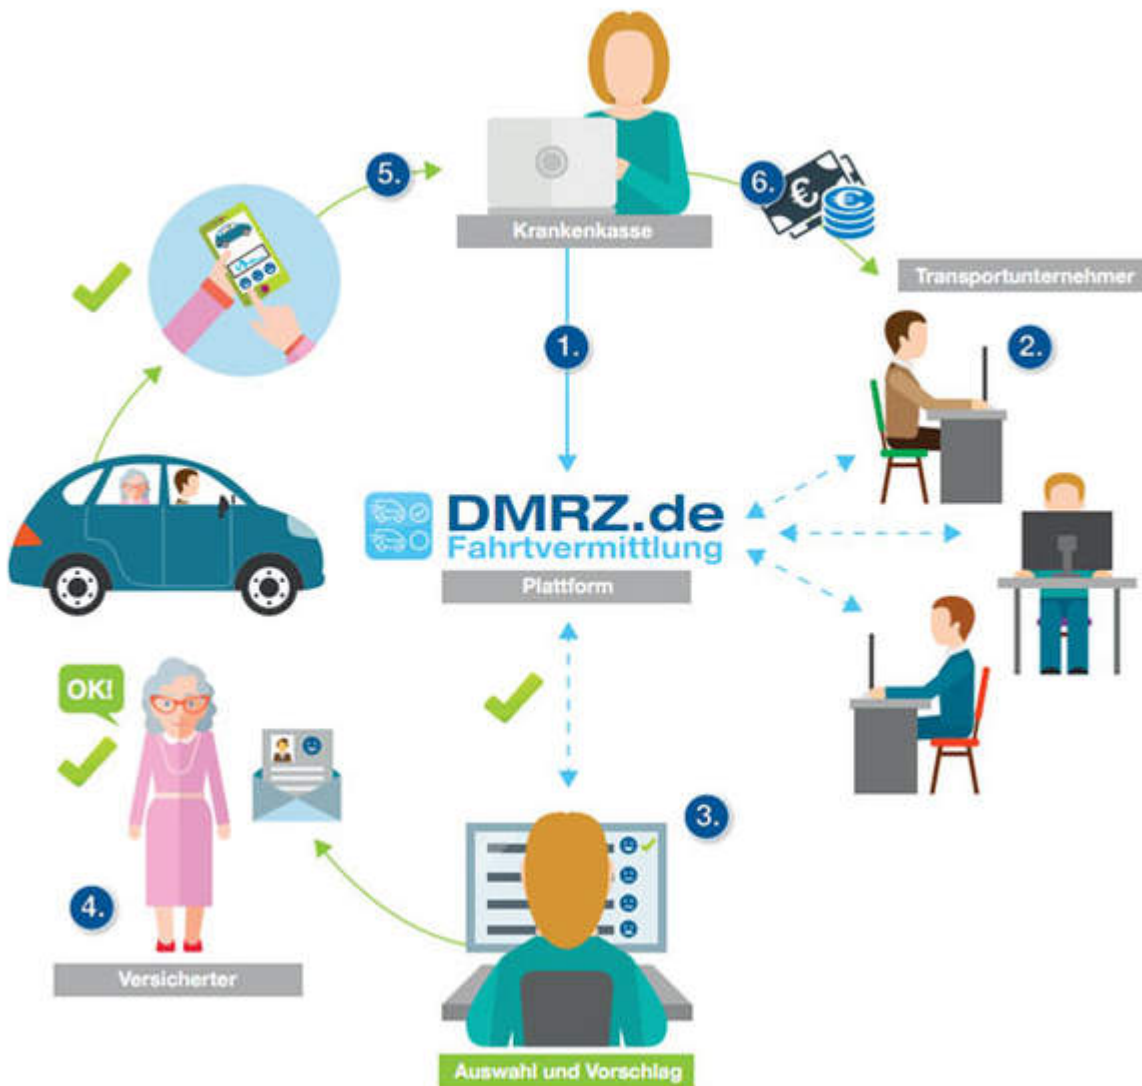 5.
6.
€
€
Krankenkasse
Transportunternehmer
1.
2.
DMRZ.de
Fahrtvermittlung
Plattform
OK!
3.
4.
Versicherter
Auswahl und Vorschlag